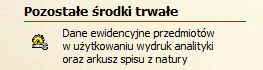 Pozostałe środki trwałe
Dane ewidencyjne przedmiotów
w użytkowaniu wydruk analityki
oraz arkusz spisu z natury